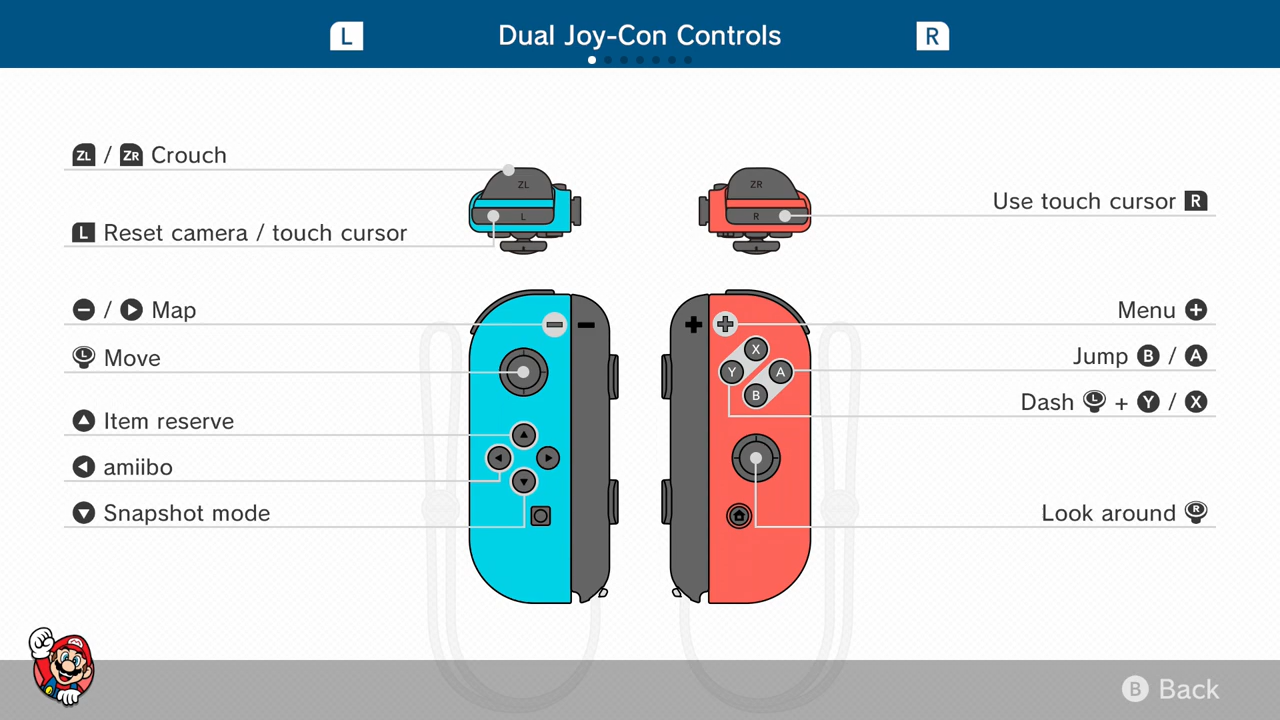 L Dual Joy-Con Controls R
ZL / ZR Crouch
ZL
ZR
L Reset camera / touch cursor
L
R
Use touch cursor R
- / ▶ Map
Menu +
L Move
Jump B / A
X
Y A
B
Dash L + Y / X
▲ Item reserve
◀ amiibo
▼ Snapshot mode
Look around R
B Back